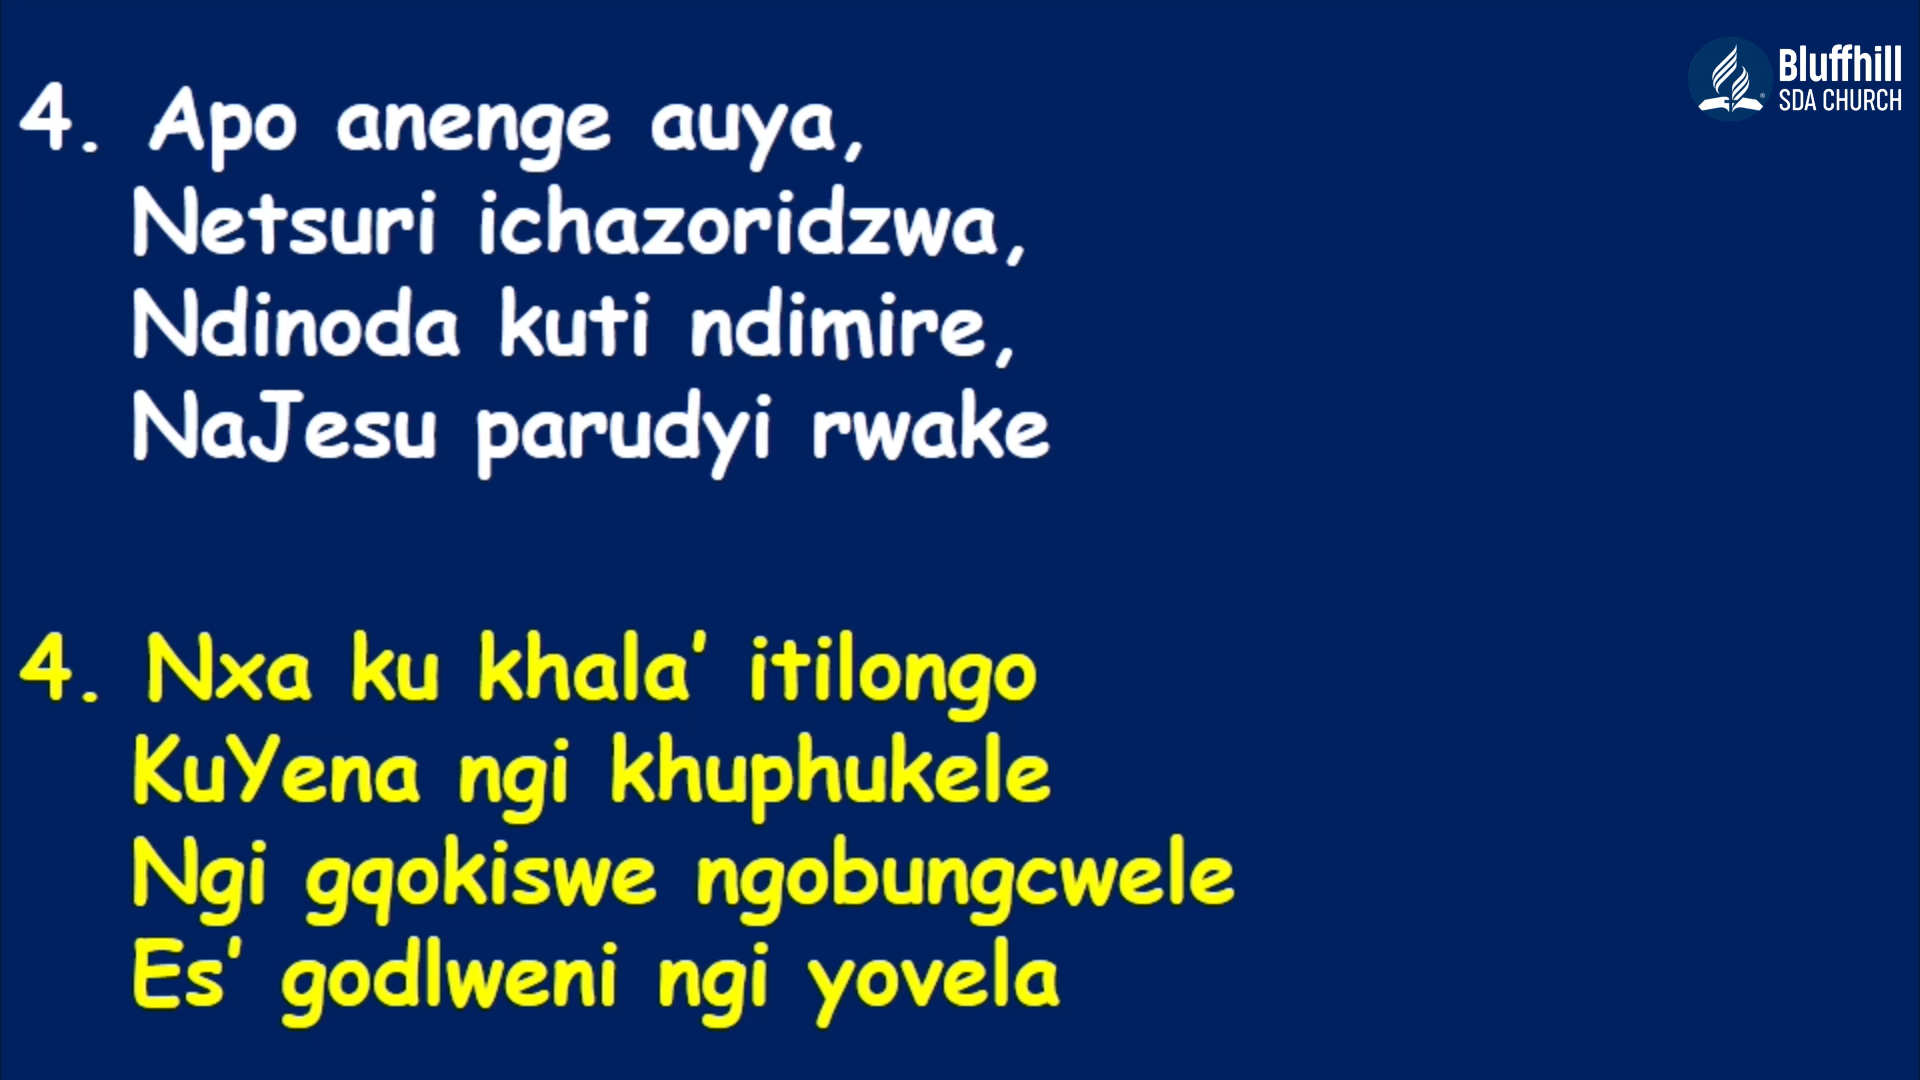 Bluffhill
SDA CHURCH
4. Apo anenge auya,
Netsuri ichazoridzwa,
Ndinoda kuti ndimire,
NaJesu parudyi rwake
4. Nxa ku khala’ itilongo
KuYena ngi khuphukele
Ngi gqokiswe ngobungcwele
Es’ godlweni ngi yovela